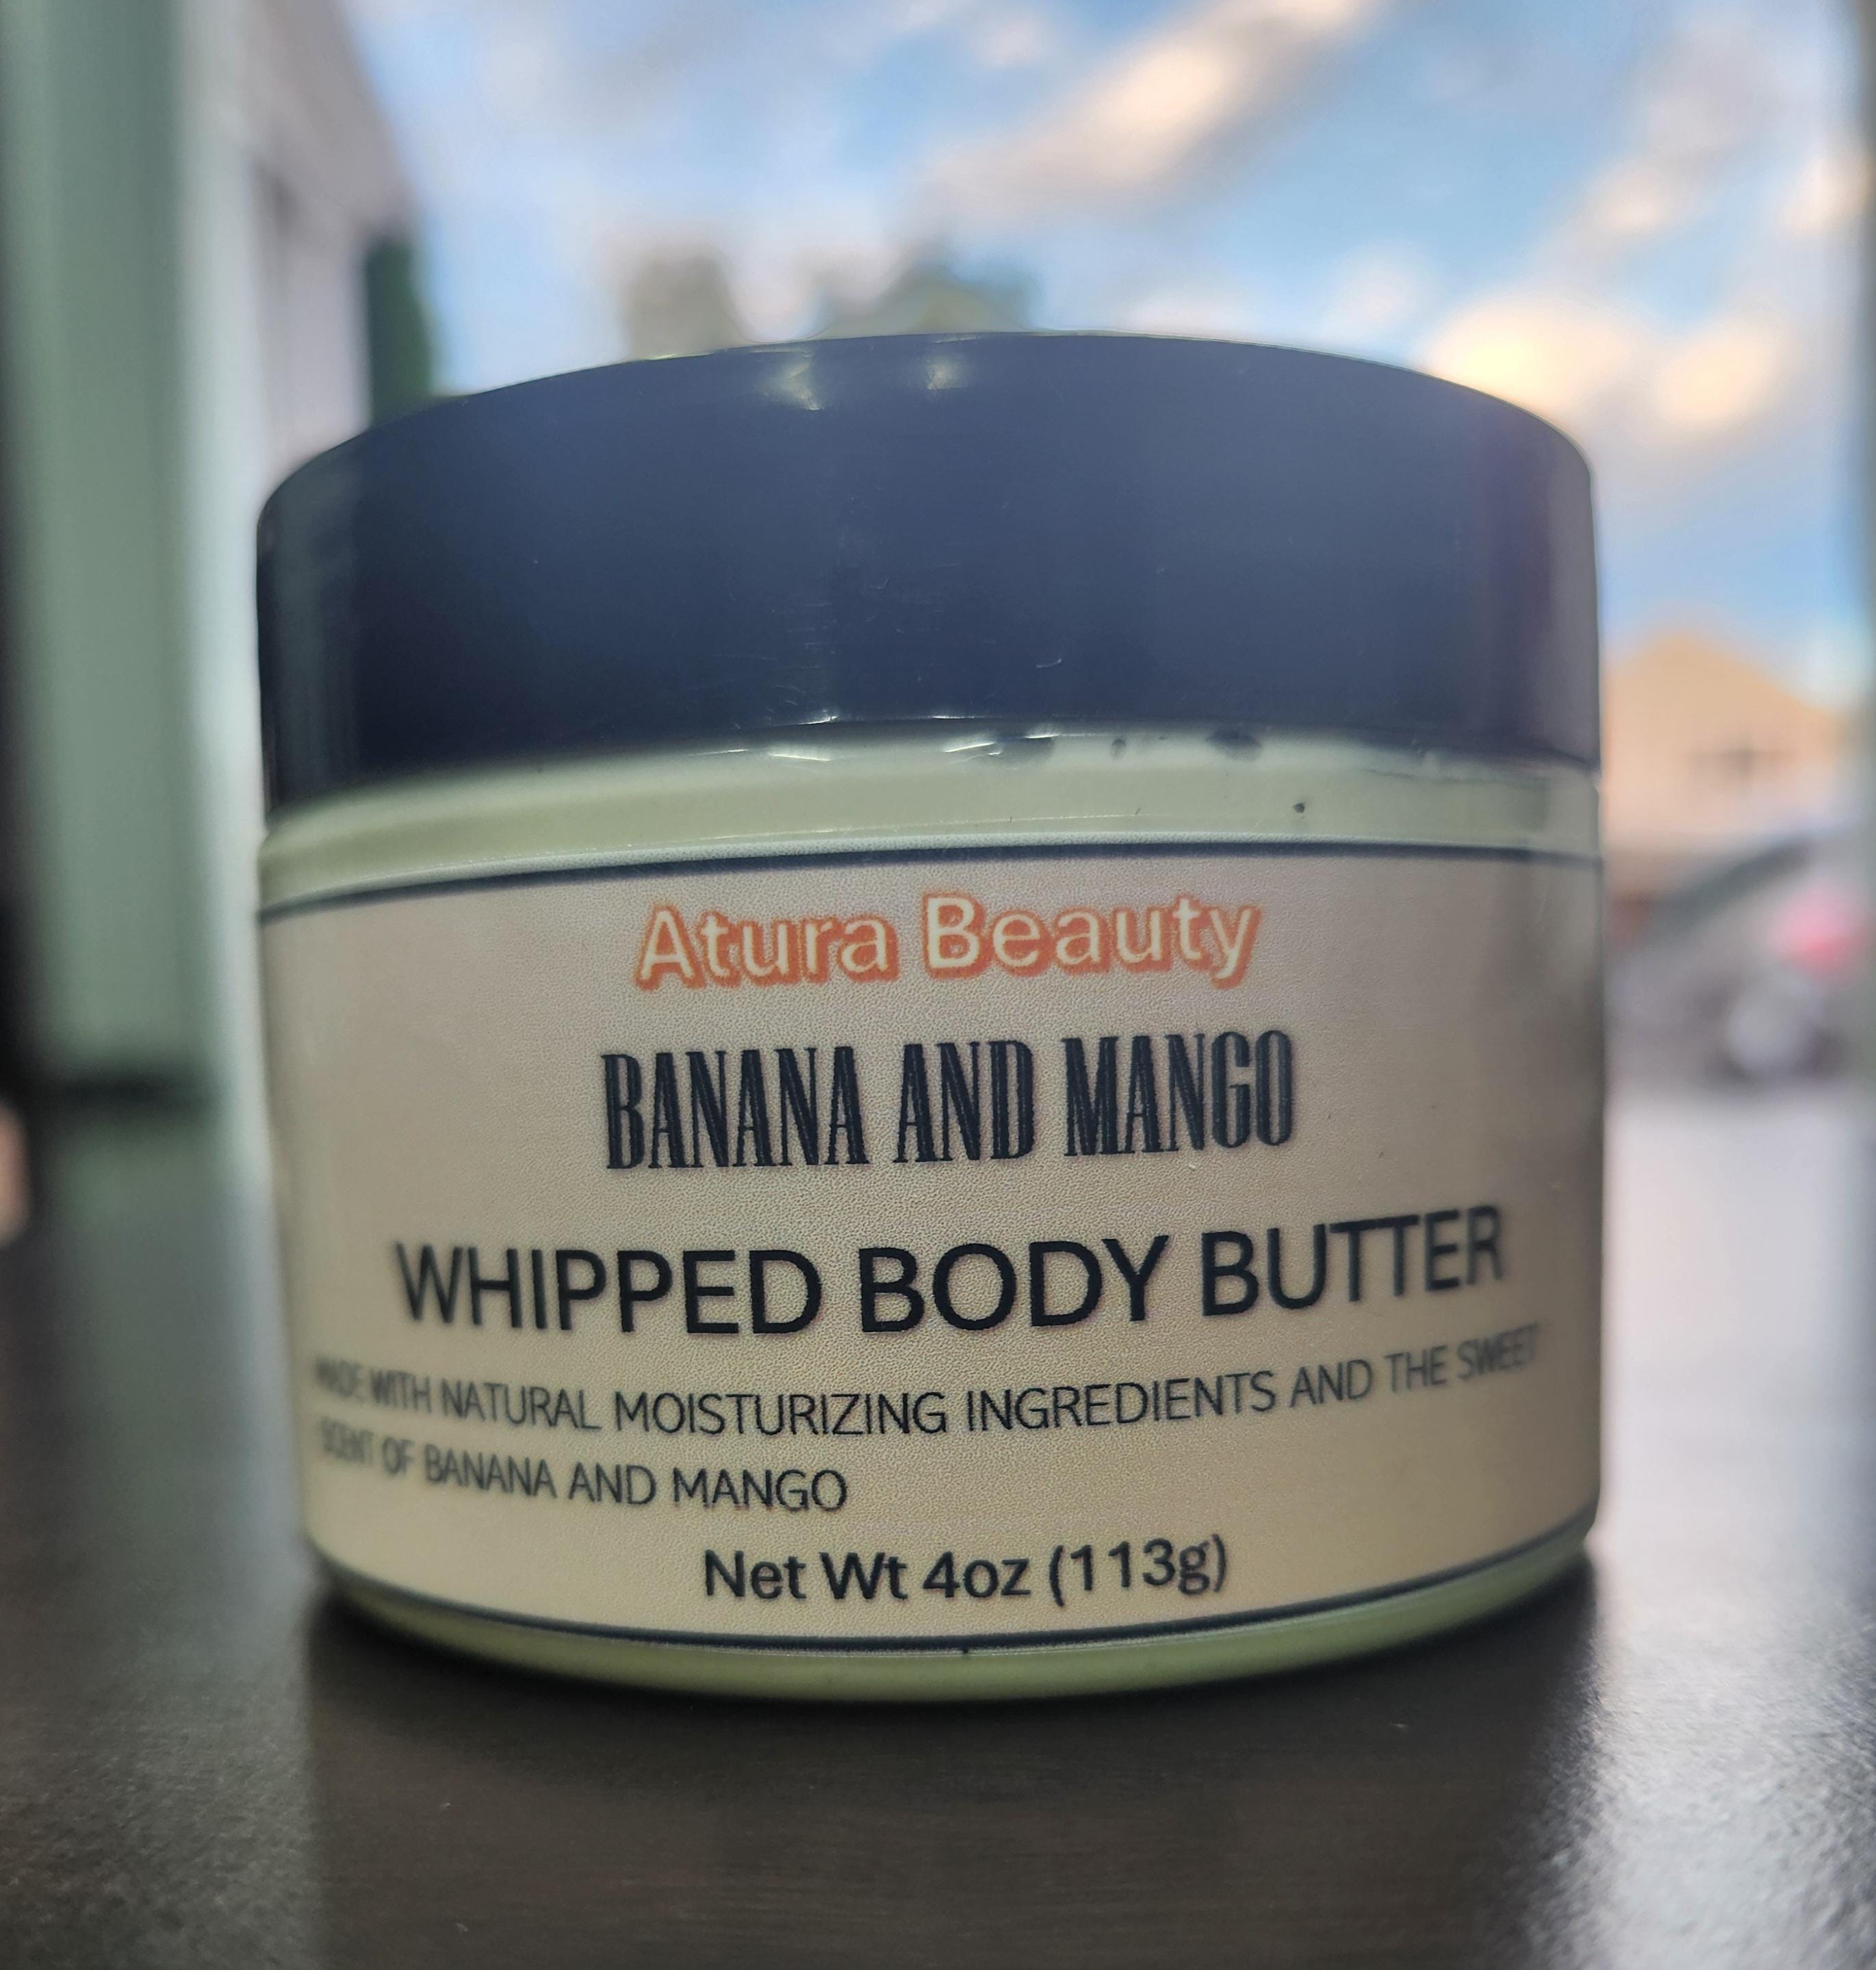 Atura Beauty
BANANA AND MANGO
WHIPPED BODY BUTTER
MADE WITH NATURAL MOISTURIZING INGREDIENTS AND THE SWEET
SCENT OF BANANA AND MANGO
Net Wt 4oz (113g)